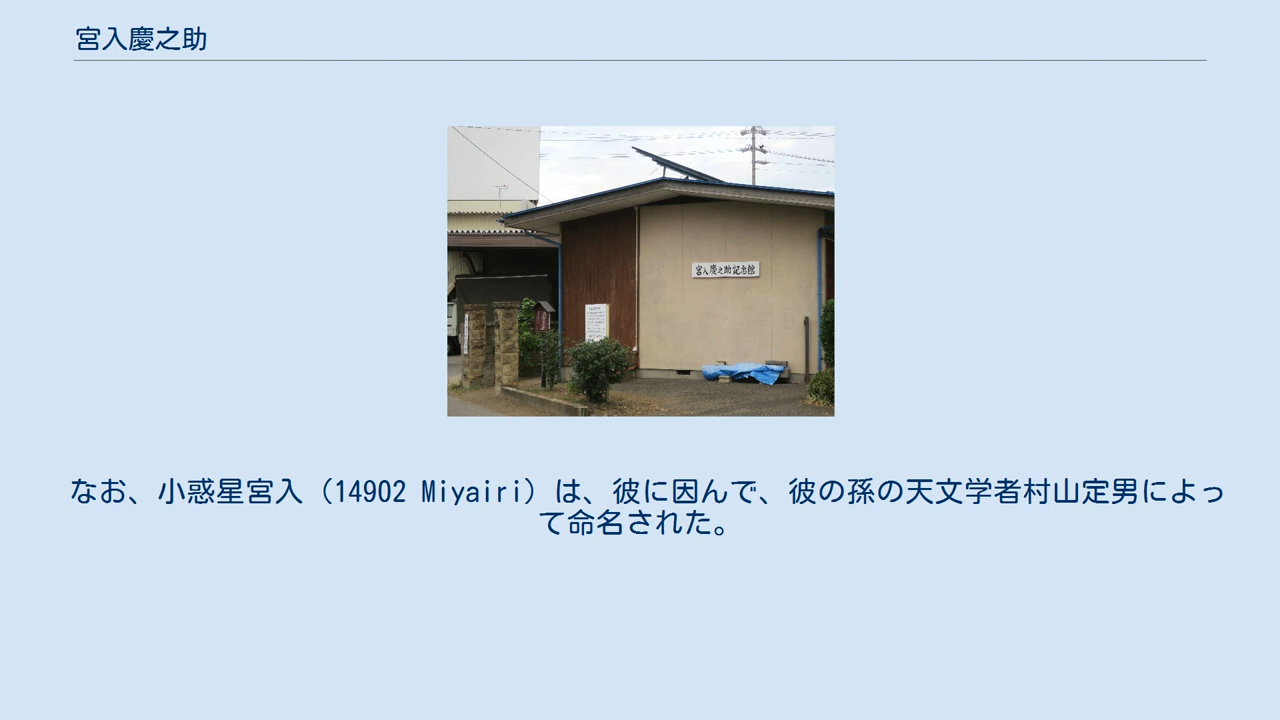 宮入慶之助
宮入慶之助記念館
なお、小惑星宮入（14902 Miyairi）は、彼に因んで、彼の孫の天文学者村山定男によっ
て命名された。